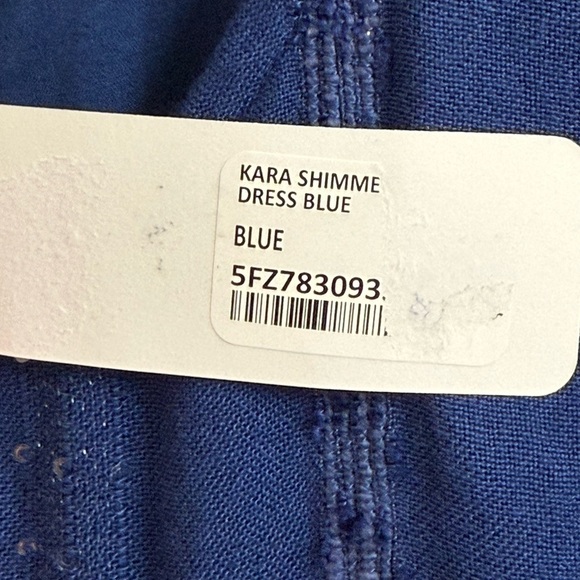 KARA SHIMME
DRESS BLUE
BLUE
5FZ783093